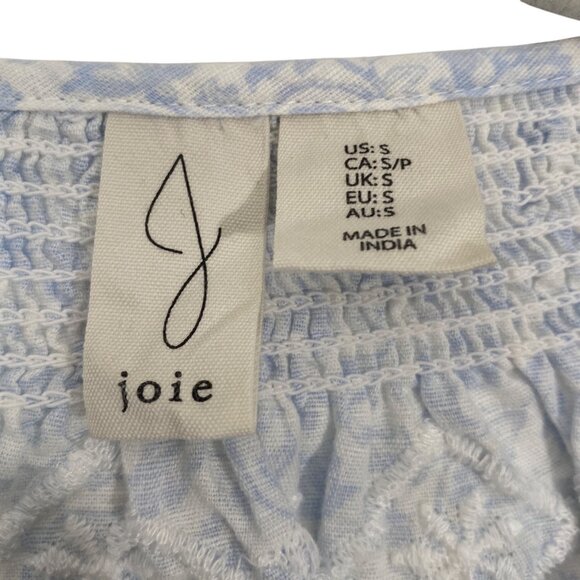 J
joie
US: S
CA: S/P
UK: S
EU: S
AU: S
MADE IN
INDIA